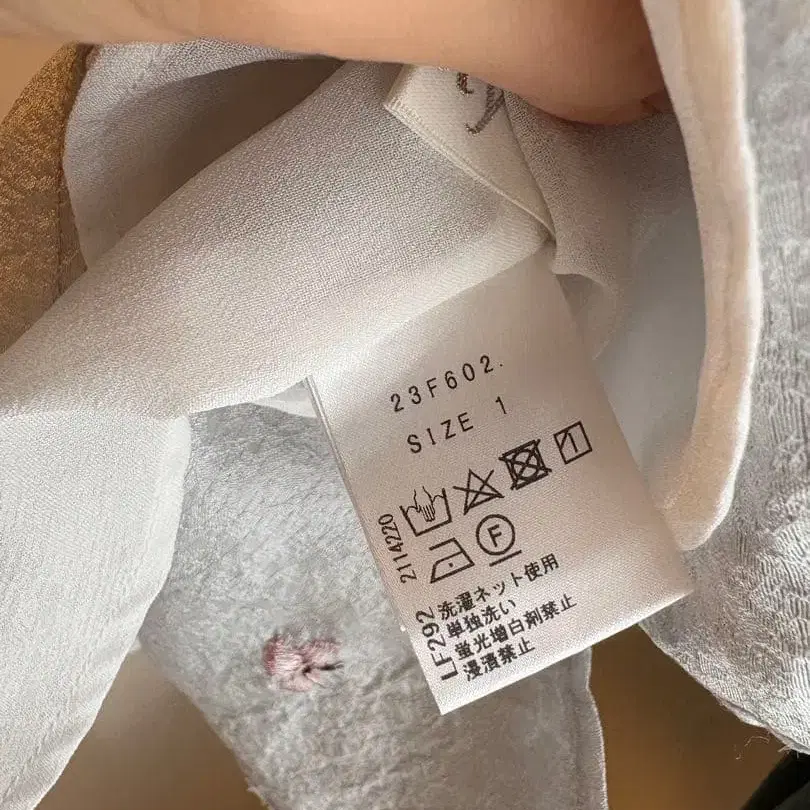 23F602.
SIZE 1
2114220
F
LF292
洗濯ネット使用
単独洗い
蛍光増白剤禁止
浸漬禁止